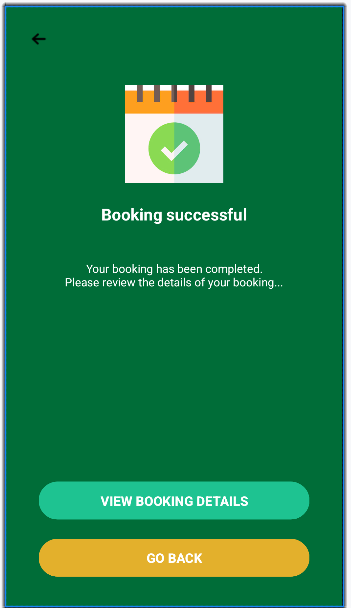 Booking successful
Your booking has been completed.
Please review the details of your booking...
VIEW BOOKING DETAILS
GO BACK